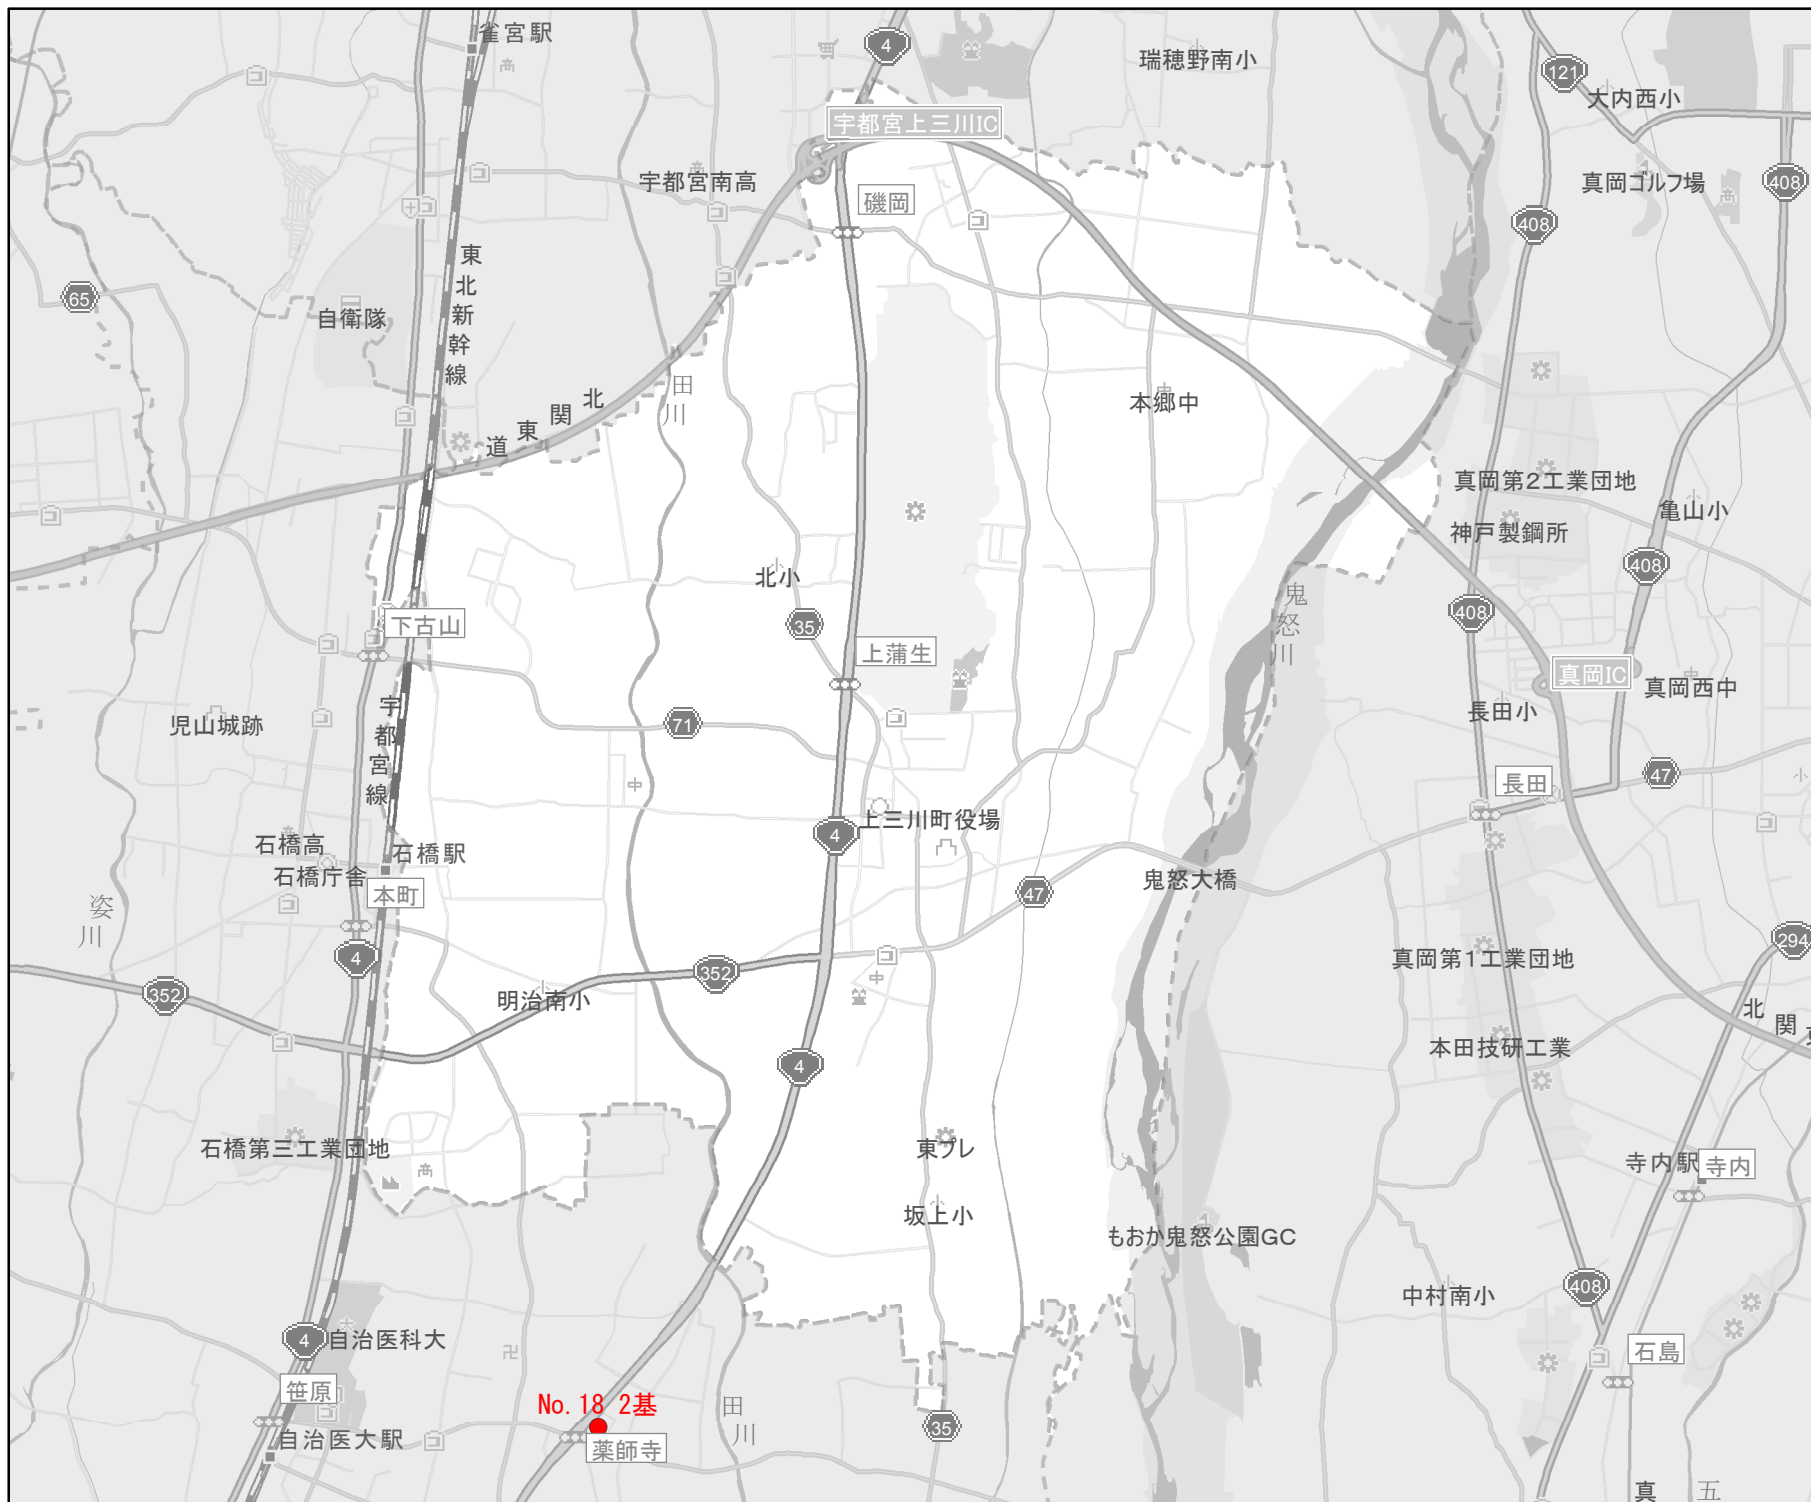 雀宮駅
4
瑞穂野南小
121
大内西小
宇都宮上三川IC
宇都宮南高
磯岡
真岡ゴルフ場
408
408
東北新幹線
65
自衛隊
田川
北関東道
本郷中
真岡第2工業団地
亀山小
神戸製鋼所
408
北小
鬼怒川
408
下古山
35
上蒲生
真岡IC
真岡西中
長田小
児山城跡
宇都宮線
71
中
長田
47
小
上三川町役場
4
石橋高
石橋駅
石橋庁舎
本町
鬼怒大橋
47
姿川
4
294
真岡第1工業団地
352
352
中
明治南小
北関東
本田技研工業
4
石橋第三工業団地
東プレ
寺内駅
寺内
坂上小
もおか鬼怒公園GC
408
中村南小
4
自治医科大
石島
笹原
No.18 2基
田川
35
自治医大駅
薬師寺
真
五